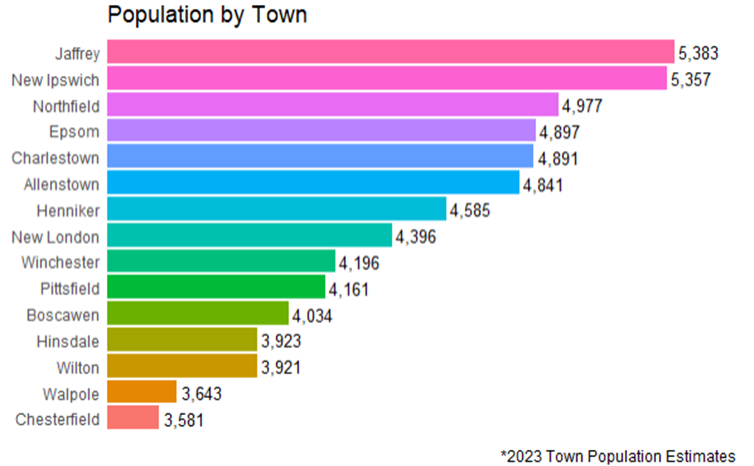 Population by Town
Jaffrey 5,383
New Ipswich 5,357
Northfield 4,977
Epsom 4,897
Charlestown 4,891
Allenstown 4,841
Henniker 4,585
New London 4,396
Winchester 4,196
Pittsfield 4,161
Boscawen 4,034
Hinsdale 3,923
Wilton 3,921
Walpole 3,643
Chesterfield 3,581
*2023 Town Population Estimates